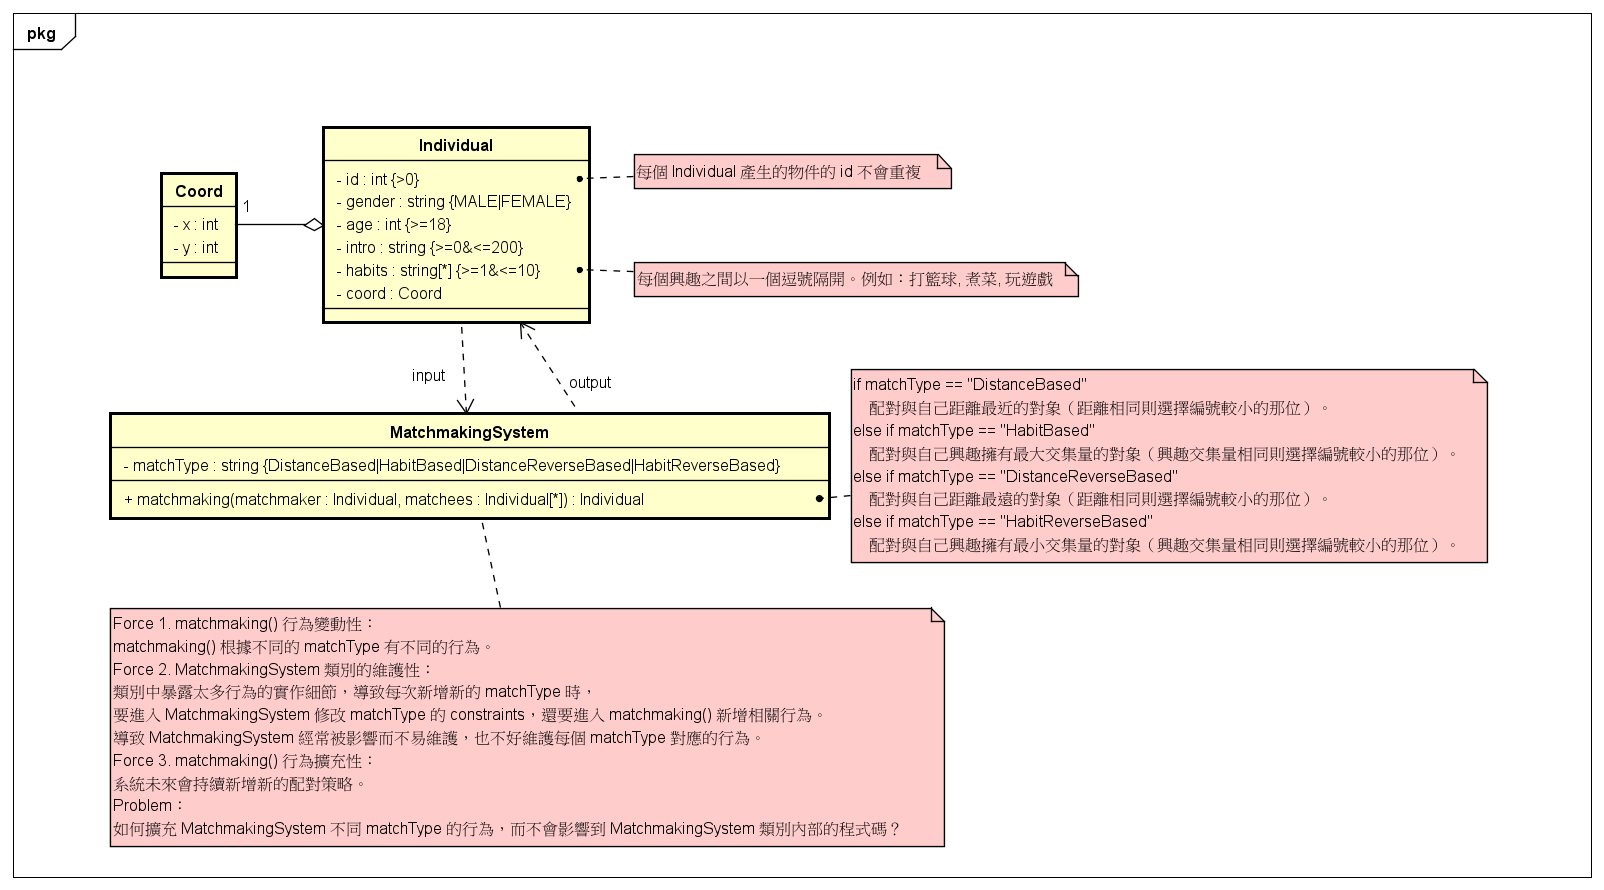 pkg
Individual
- id : int {>0}
- gender : string {MALE|FEMALE}
- age : int {>=18}
- intro : string {>=0&<=200}
- habits : string[*] {>=1&<=10}
- coord : Coord
每個 Individual 產生的物件的 id 不會重複
Coord
- x : int
- y : int
1
每個興趣之間以一個逗號隔開。例如：打籃球, 煮菜, 玩遊戲
input
output
MatchmakingSystem
- matchType : string {DistanceBased|HabitBased|DistanceReverseBased|HabitReverseBased}
+ matchmaking(matchmaker : Individual, matchees : Individual[*]) : Individual
if matchType == "DistanceBased"
配對與自己距離最近的對象（距離相同則選擇編號較小的那位）。
else if matchType == "HabitBased"
配對與自己興趣擁有最大交集量的對象（興趣交集量相同則選擇編號較小的那位）。
else if matchType == "DistanceReverseBased"
配對與自己距離最遠的對象（距離相同則選擇編號較小的那位）。
else if matchType == "HabitReverseBased"
配對與自己興趣擁有最小交集量的對象（興趣交集量相同則選擇編號較小的那位）。
Force 1. matchmaking() 行為變動性：
matchmaking() 根據不同的 matchType 有不同的行為。
Force 2. MatchmakingSystem 類別的維護性：
類別中暴露太多行為的實作細節，導致每次新增新的 matchType 時，
要進入 MatchmakingSystem 修改 matchType 的 constraints，還要進入 matchmaking() 新增相關行為。
導致 MatchmakingSystem 經常被影響而不易維護，也不好維護每個 matchType 對應的行為。
Force 3. matchmaking() 行為擴充性：
系統未來會持續新增新的配對策略。
Problem：
如何擴充 MatchmakingSystem 不同 matchType 的行為，而不會影響到 MatchmakingSystem 類別內部的程式碼？